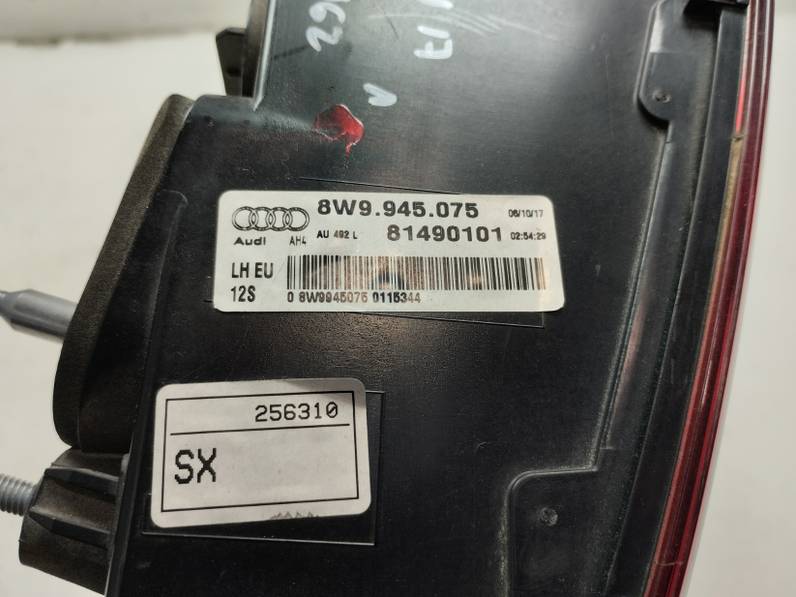 8W9.945.075 06/10/17
Audi AH4 AU 492 L 81490101 02:54:29
LH EU
12S 0 8W9945075 0115344
256310
SX